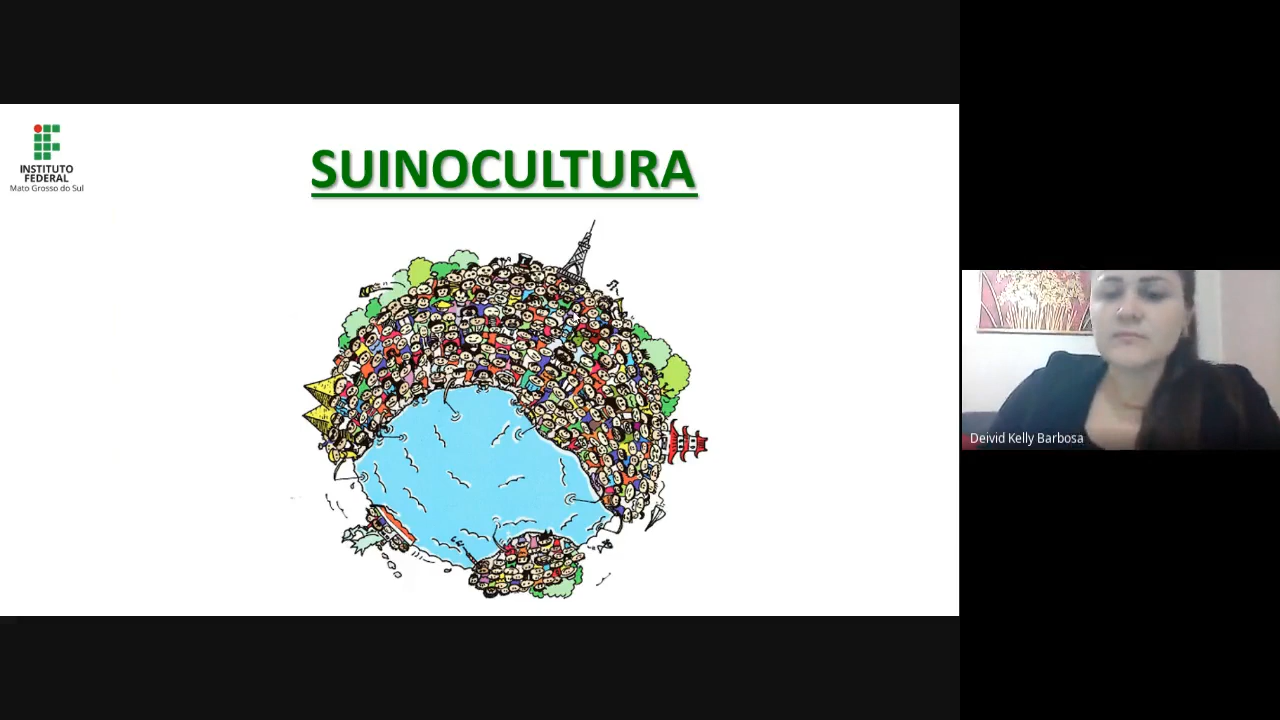 INSTITUTO
FEDERAL
Mato Grosso do Sul
SUINOCULTURA
Deivid Kelly Barbosa